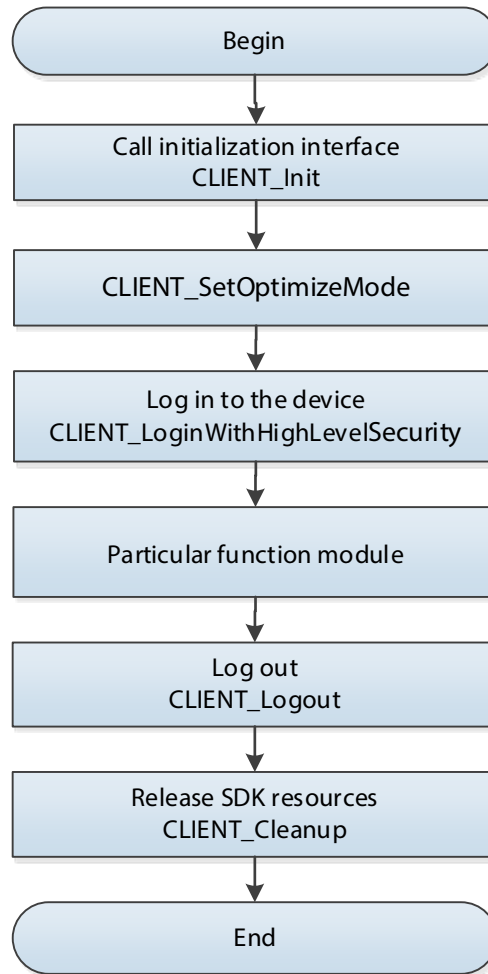 Begin
Call initialization interface
CLIENT_Init
CLIENT_SetOptimizeMode
Log in to the device
CLIENT_LoginWithHighLevelSecurity
Particular function module
Log out
CLIENT_Logout
Release SDK resources
CLIENT_Cleanup
End